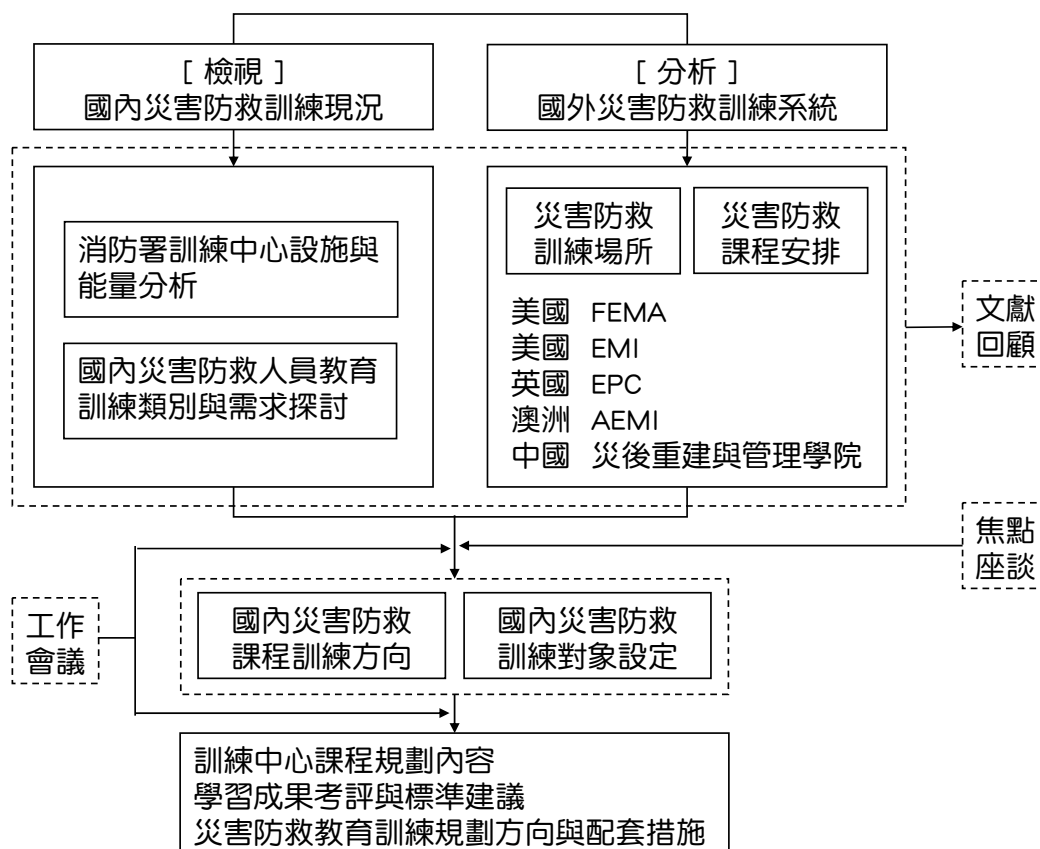 [ 檢視 ]
國內災害防救訓練現況
[ 分析 ]
國外災害防救訓練系統
消防署訓練中心設施與
能量分析
國內災害防救人員教育
訓練類別與需求探討
災害防救
訓練場所
災害防救
課程安排
美國 FEMA
美國 EMI
英國 EPC
澳洲 AEMI
中國 災後重建與管理學院
文獻
回顧
焦點
座談
工作
會議
國內災害防救
課程訓練方向
國內災害防救
訓練對象設定
訓練中心課程規劃內容
學習成果考評與標準建議
災害防救教育訓練規劃方向與配套措施